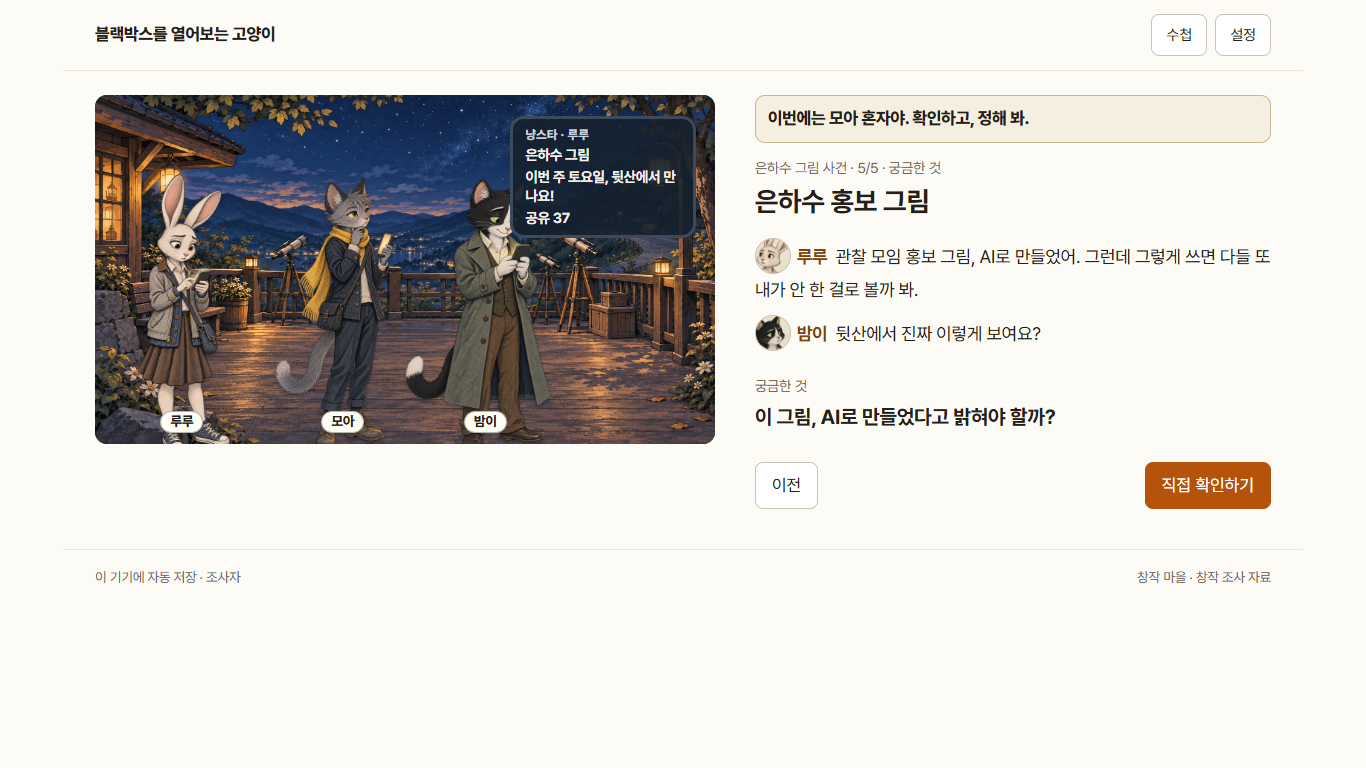 블랙박스를 열어보는 고양이
수첩
설정
냥스타 · 루루
은하수 그림
이번 주 토요일, 뒷산에서 만
나요!
공유 37
루루
모아
밤이
이번에는 모아 혼자야. 확인하고, 정해 봐.
은하수 그림 사건 · 5/5 · 궁금한 것
은하수 홍보 그림
루루 관찰 모임 홍보 그림, AI로 만들었어. 그런데 그렇게 쓰면 다들 또
내가 안 한 걸로 볼까 봐.
밤이 뒷산에서 진짜 이렇게 보여요?
궁금한 것
이 그림, AI로 만들었다고 밝혀야 할까?
이전
직접 확인하기
이 기기에 자동 저장 · 조사자
창작 마을 · 창작 조사 자료